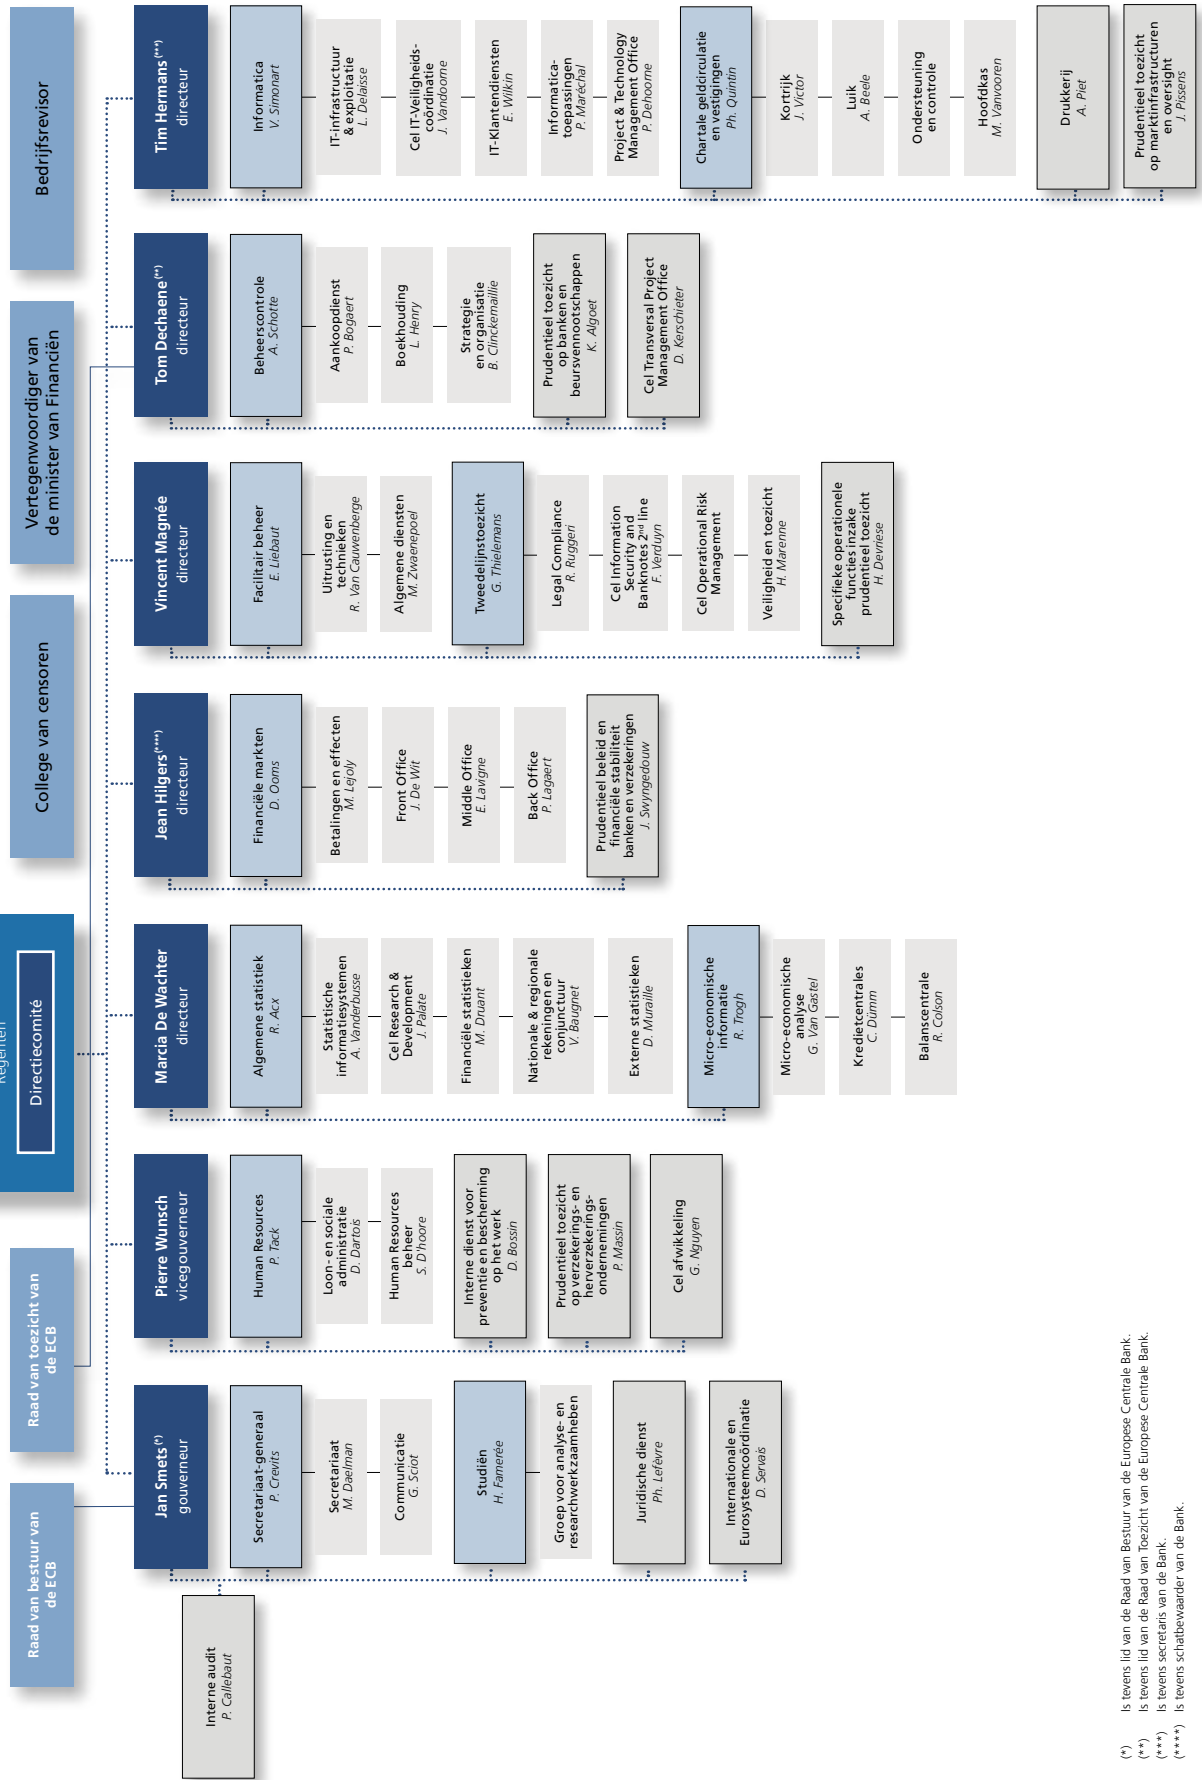 Regenten
Directiecomité
Raad van bestuur van
de ECB
Raad van toezicht van
de ECB
College van censoren
Vertegenwoordiger van
de minister van Financiën
Bedrijfsrevisor
Interne audit
P. Callebaut
Jan Smets (*)
gouverneur
Secretariaat-generaal
P. Crevits
Secretariaat
M. Daelman
Communicatie
G. Sciot
Studiën
H. Famerée
Groep voor analyse- en
researchwerkzaamheben
Juridische dienst
Ph. Lefèvre
Internationale en
Eurosysteemcoördinatie
D. Servais
Pierre Wunsch
vicegouverneur
Human Resources
P. Tack
Loon- en sociale
administratie
D. Dartois
Human Resources
beheer
S. D'hoore
Interne dienst voor
preventie en bescherming
op het werk
D. Bossin
Prudentieel toezicht
op verzekerings- en
herverzekerings-
ondernemingen
P. Massin
Cel afwikkeling
G. Nguyen
Marcia De Wachter
directeur
Algemene statistiek
R. Acx
Statistische
informatiesystemen
A. Vanderbusse
Cel Research &
Development
J. Palate
Financiële statistieken
M. Druant
Nationale & regionale
rekeningen en
conjunctuur
V. Baugnet
Externe statistieken
D. Muraille
Micro-economische
informatie
R. Trogh
Micro-economische
analyse
G. Van Gastel
Kredietcentrales
C. Dümm
Balanscentrale
R. Colson
Jean Hilgers (****)
directeur
Financiële markten
D. Ooms
Betalingen en effecten
M. Lejoly
Front Office
J. De Wit
Middle Office
E. Lavigne
Back Office
P. Lagaert
Prudentieel beleid en
financiële stabiliteit
banken en verzekeringen
J. Swyngedouw
Vincent Magnée
directeur
Facilitair beheer
E. Liebaut
Uitrusting en
technieken
R. Van Cauwenberge
Algemene diensten
M. Zwaenepoel
Tweedelijnstoezicht
G. Thielemans
Legal Compliance
R. Ruggeri
Cel Information
Security and
Banknotes 2nd line
F. Verduyn
Cel Operational Risk
Management
Veiligheid en toezicht
H. Marenne
Specifieke operationele
functies inzake
prudentieel toezicht
H. Devriese
Tom Dechaene (**)
directeur
Beheerscontrole
A. Schotte
Aankoopdienst
P. Bogaert
Boekhouding
L. Henry
Strategie
en organisatie
B. Clinckemaillie
Prudentieel toezicht
op banken en
beursvennootschappen
K. Algoet
Cel Transversal Project
Management Office
D. Kerschieter
Tim Hermans (***)
directeur
Informatica
V. Simonart
IT-infrastructuur
& exploitatie
L. Delaisse
Cel IT-Veiligheids-
coördinatie
J. Vandoorne
IT-Klantendiensten
E. Wilkin
Informatica-
toepassingen
P. Maréchal
Project & Technology
Management Office
P. Dehoorne
Chartale geldcirculatie
en vestigingen
Ph. Quintin
Kortrijk
J. Victor
Luik
A. Beele
Ondersteuning
en controle
Hoofdkas
M. Vanvooren
Drukkerij
A. Piet
Prudentieel toezicht
op marktinfrastructuren
en oversight
J. Pissens
(*) Is tevens lid van de Raad van Bestuur van de Europese Centrale Bank.
(**) Is tevens lid van de Raad van Toezicht van de Europese Centrale Bank.
(***) Is tevens secretaris van de Bank.
(****) Is tevens schatbewaarder van de Bank.